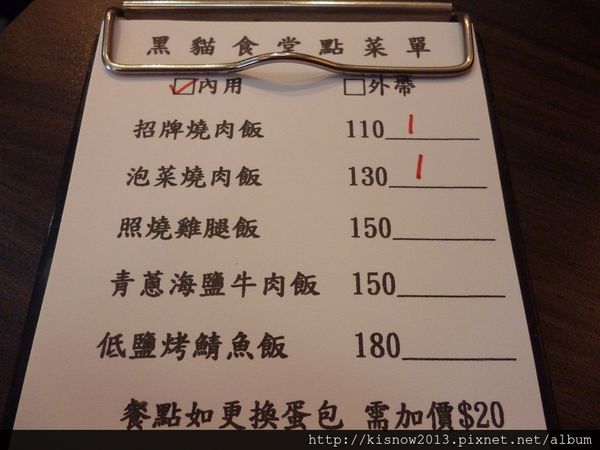 黑貓食堂點菜單
☑內用 ☐外帶
招牌燒肉飯 110 1
泡菜燒肉飯 130 1
照燒雞腿飯 150
青蔥海鹽牛肉飯 150
低鹽烤鯖魚飯 180
餐點如更換蛋包 需加價$20
http://kisnow2013.pixnet.net/album